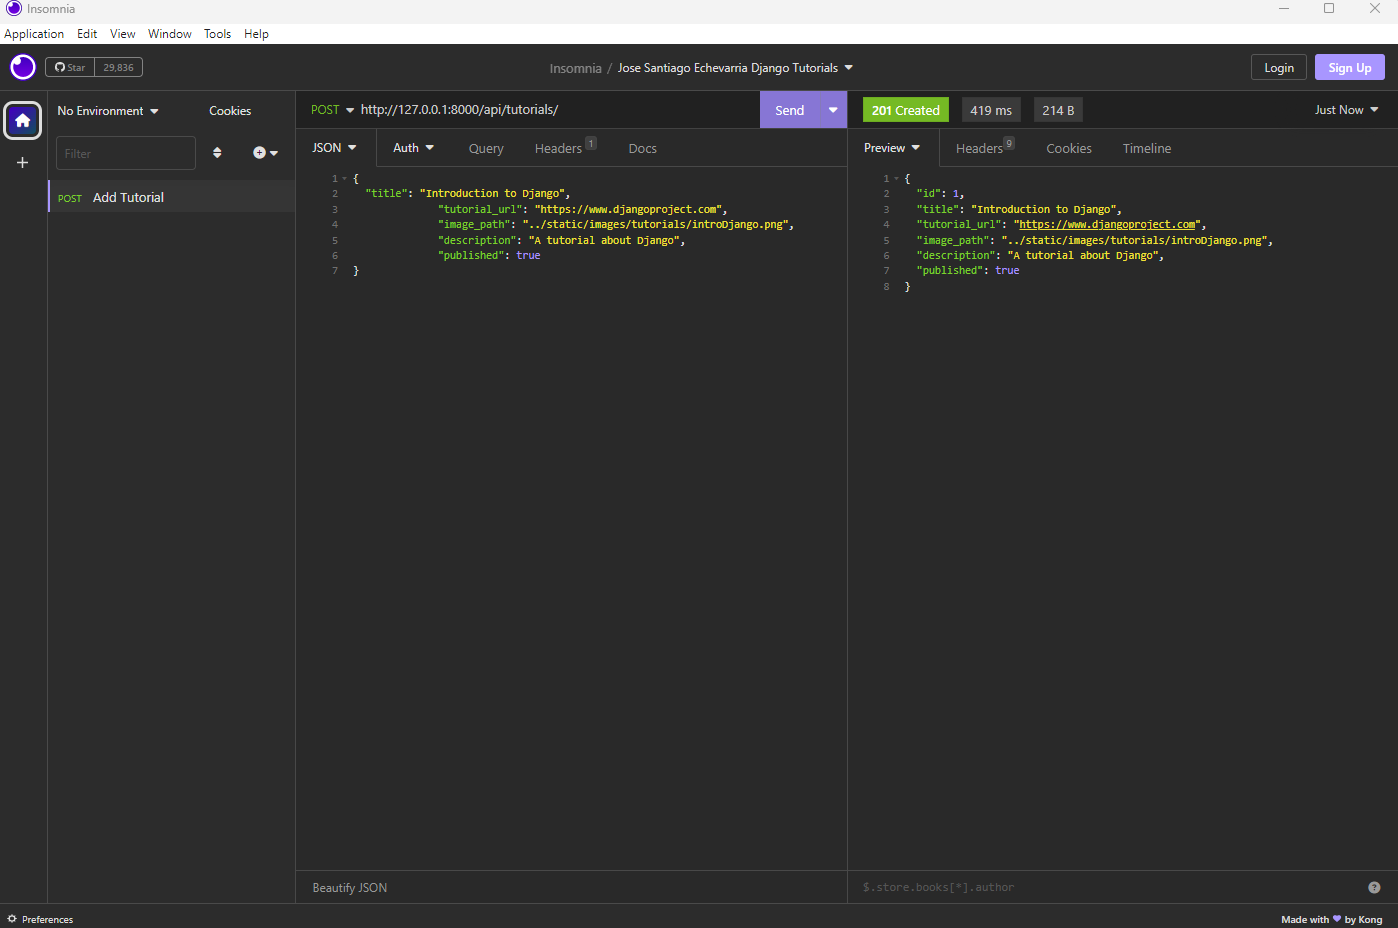 Insomnia
Application Edit View Window Tools Help
Star 29,836
Insomnia / Jose Santiago Echevarria Django Tutorials
Login Sign Up
No Environment Cookies
POST http://127.0.0.1:8000/api/tutorials/ Send
201 Created 419 ms 214 B Just Now
Filter
POST Add Tutorial
JSON Auth Query Headers 1 Docs
1 {
2 "title": "Introduction to Django",
3 "tutorial_url": "https://www.djangoproject.com",
4 "image_path": "../static/images/tutorials/introDjango.png",
5 "description": "A tutorial about Django",
6 "published": true
7 }
Beautify JSON
Preview Headers 9 Cookies Timeline
1 {
2 "id": 1,
3 "title": "Introduction to Django",
4 "tutorial_url": "https://www.djangoproject.com",
5 "image_path": "../static/images/tutorials/introDjango.png",
6 "description": "A tutorial about Django",
7 "published": true
8 }
$.store.books[*].author
?
Preferences
Made with ♥ by Kong